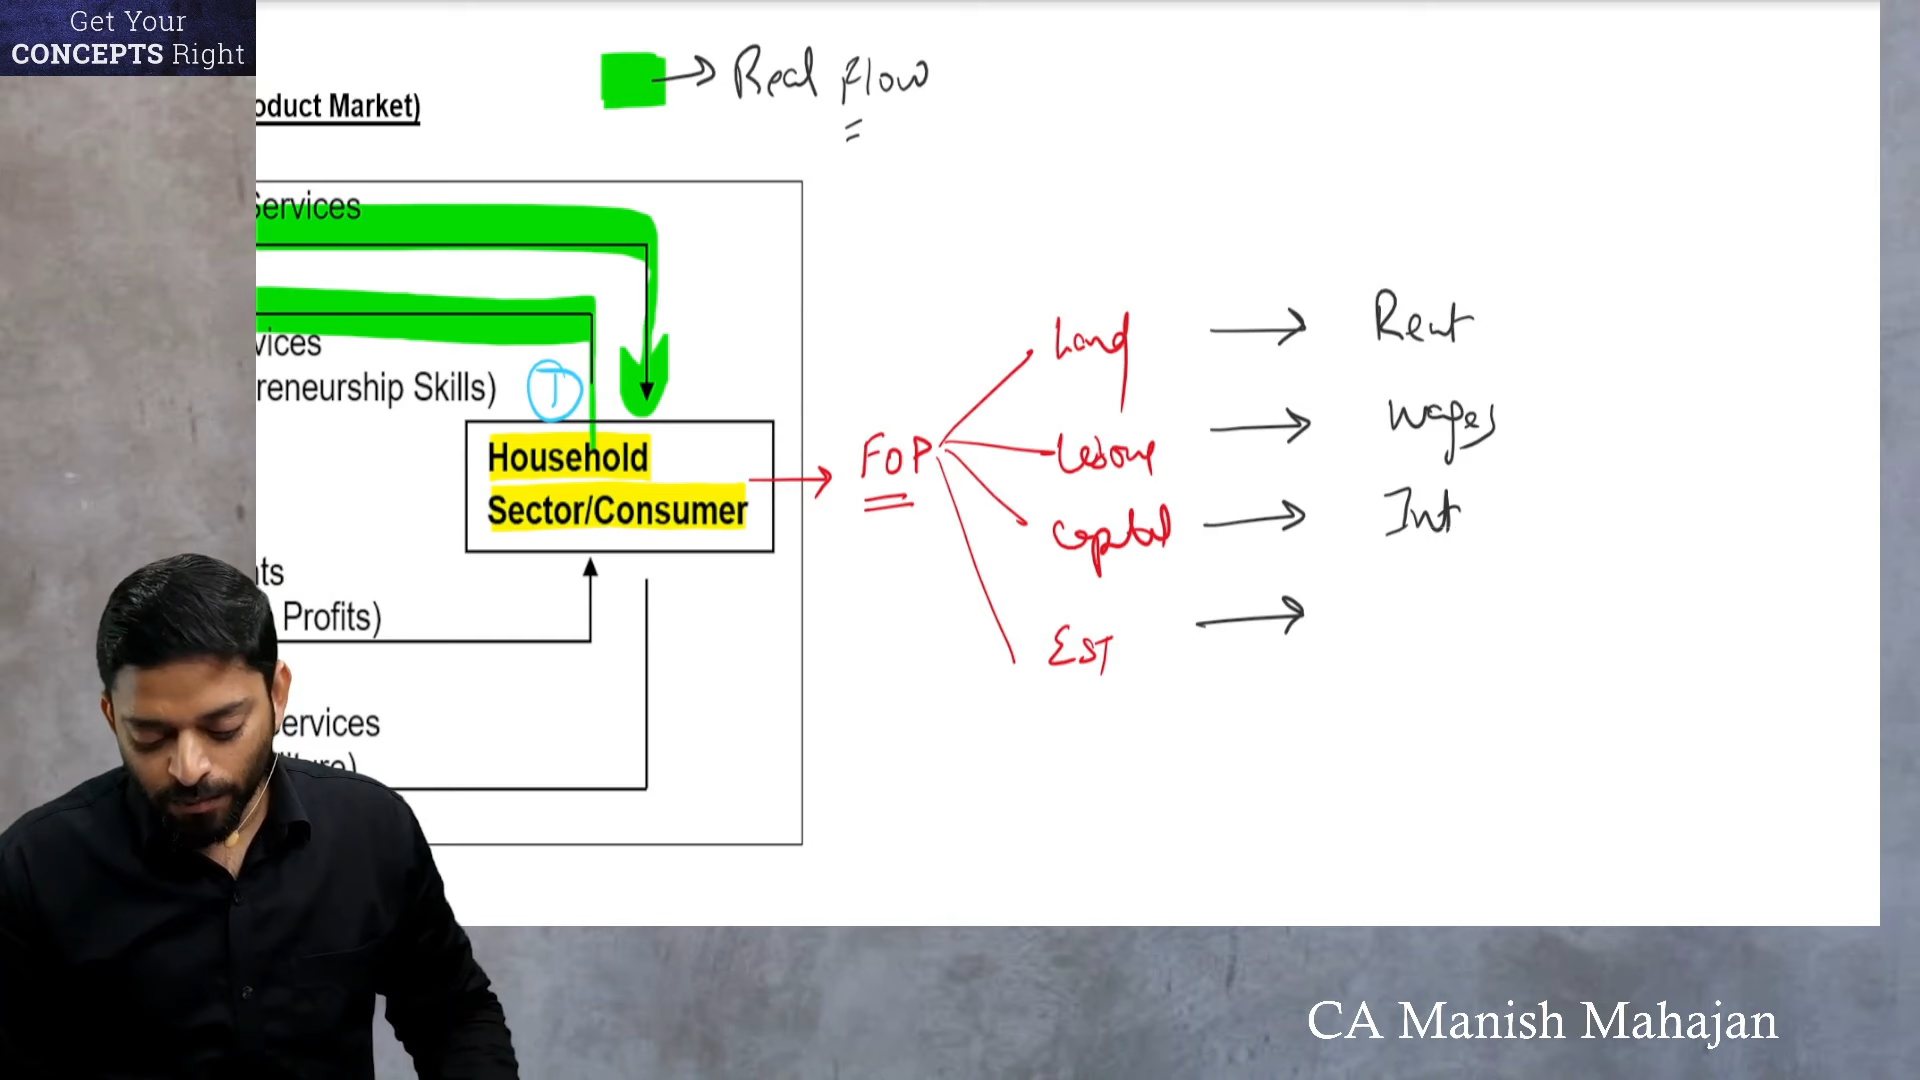 Get Your
CONCEPTS Right
oduct Market)
Real flow
Services
vices
reneurship Skills)
I
Household
Sector/Consumer
FOP
Land
Rent
Labour
Wages
Capital
Int
EST
nts
Profits)
ervices
CA Manish Mahajan